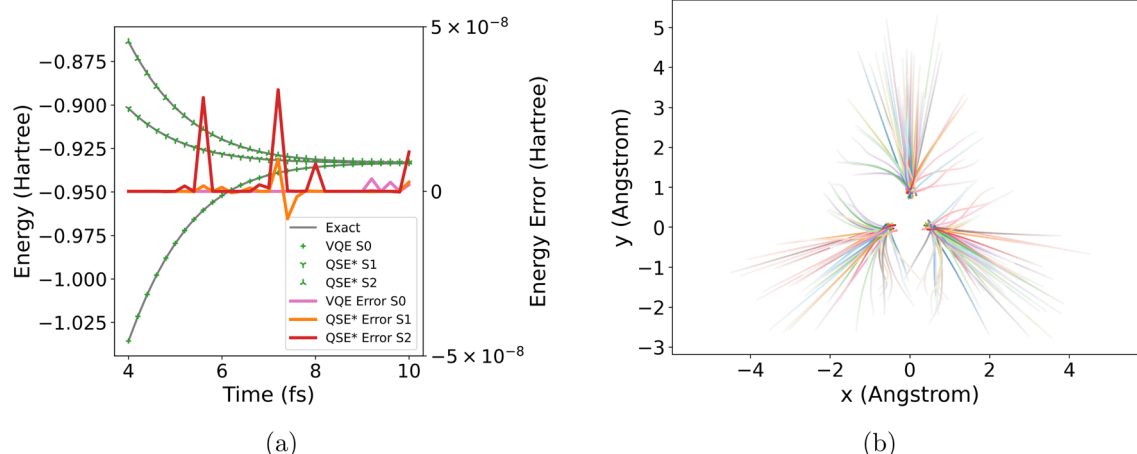 5×10⁻⁸
−0.875
−0.900
−0.925
−0.950
−0.975
−1.000
−1.025
0
−5×10⁻⁸
Energy (Hartree)
Energy Error (Hartree)
Exact
VQE S0
QSE* S1
QSE* S2
VQE Error S0
QSE* Error S1
QSE* Error S2
4 6 8 10
Time (fs)
(a)
5
4
3
2
1
0
−1
−2
−3
y (Angstrom)
−4 −2 0 2 4
x (Angstrom)
(b)